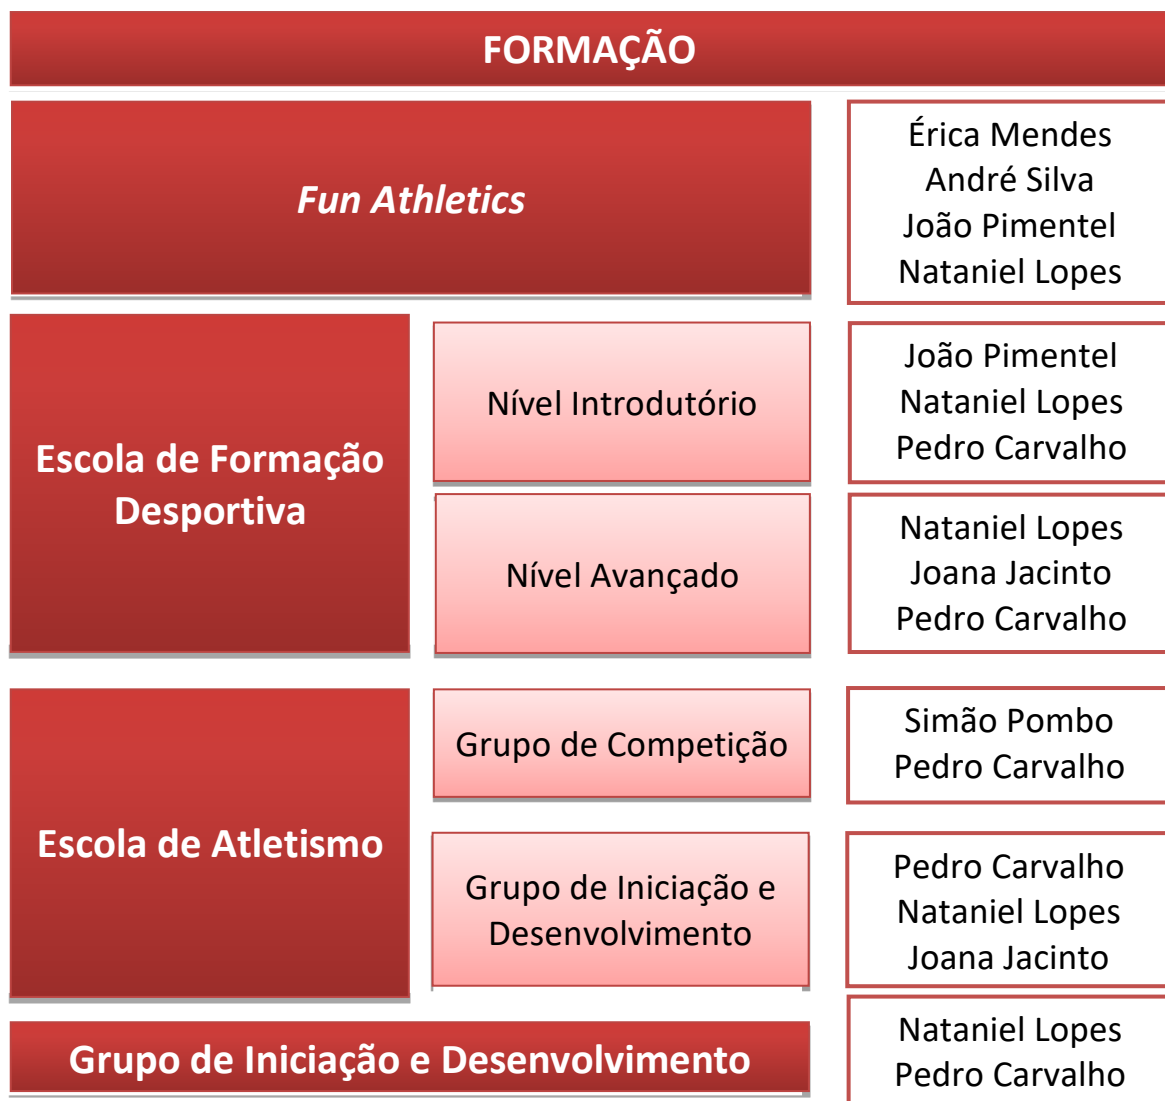 FORMAÇÃO
Fun Athletics
Érica Mendes
André Silva
João Pimentel
Nataniel Lopes
Escola de Formação
Desportiva
Nível Introdutório
João Pimentel
Nataniel Lopes
Pedro Carvalho
Nível Avançado
Nataniel Lopes
Joana Jacinto
Pedro Carvalho
Escola de Atletismo
Grupo de Competição
Simão Pombo
Pedro Carvalho
Grupo de Iniciação e
Desenvolvimento
Pedro Carvalho
Nataniel Lopes
Joana Jacinto
Grupo de Iniciação e Desenvolvimento
Nataniel Lopes
Pedro Carvalho